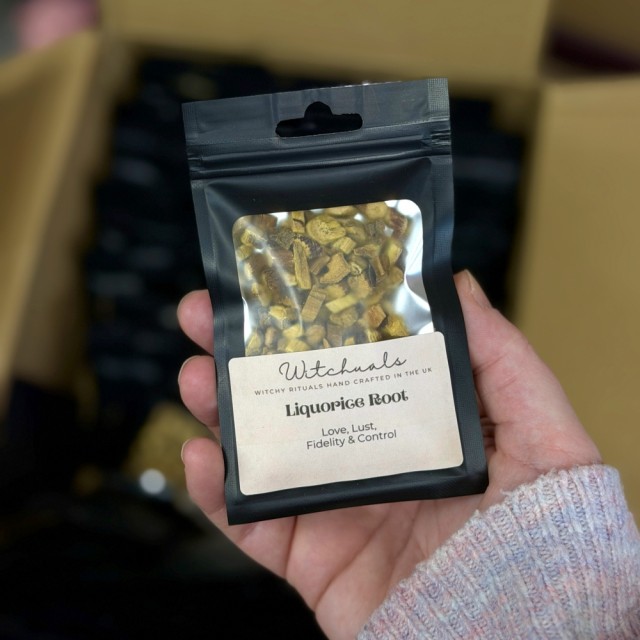 Witchuals
WITCHY RITUALS HAND CRAFTED IN THE UK
Liquorice Root
Love, Lust,
Fidelity & Control